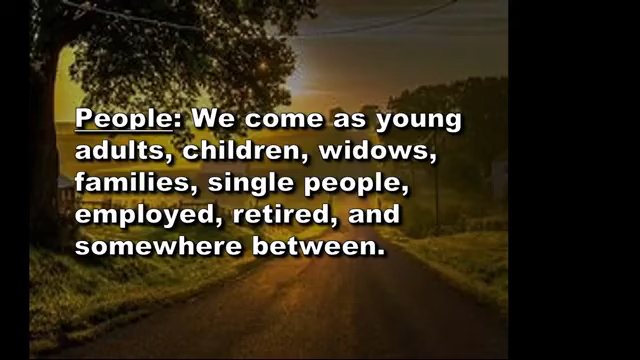 People: We come as young
adults, children, widows,
families, single people,
employed, retired, and
somewhere between.